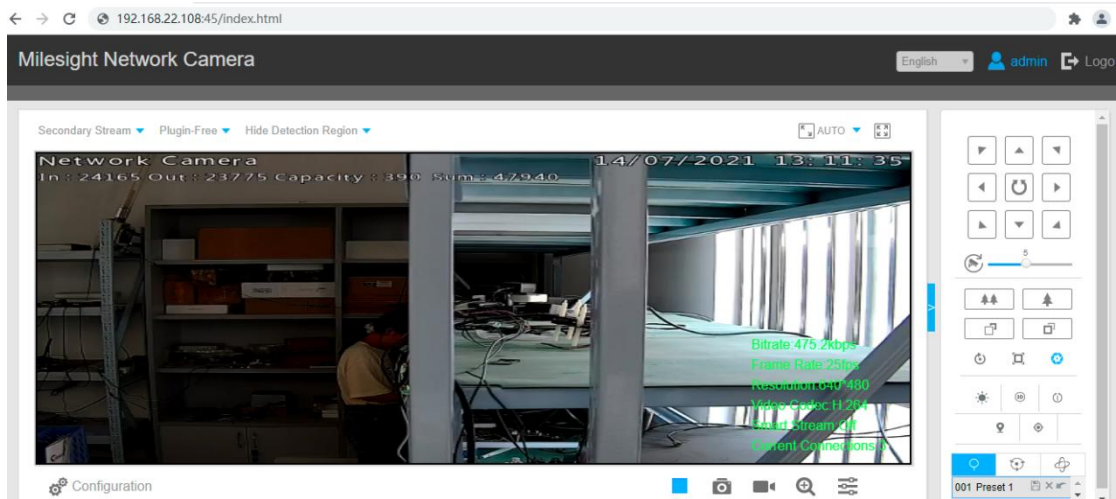 192.168.22.108:45/index.html
Milesight Network Camera
English
admin
Logo
Secondary Stream
Plugin-Free
Hide Detection Region
AUTO
Network Camera
14/07/2021 13:11:35
In:24165 Out:23775 Capacity:390 Sum:47940
5
Bitrate:475.2kbps
Frame Rate:25fps
Resolution:640*480
Video Codec:H.264
Smart Stream:Off
Current Connections:3
Configuration
001 Preset 1